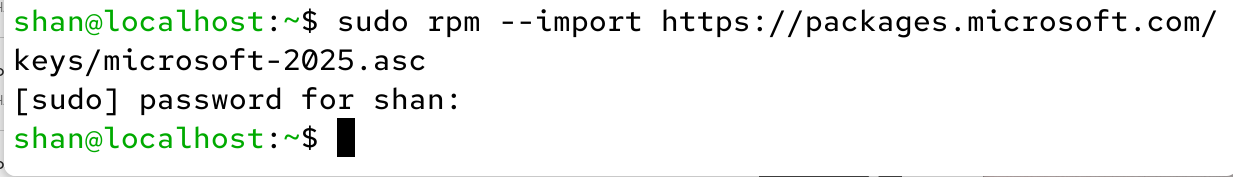 shan@localhost:~$ sudo rpm --import https://packages.microsoft.com/
keys/microsoft-2025.asc
[sudo] password for shan:
shan@localhost:~$